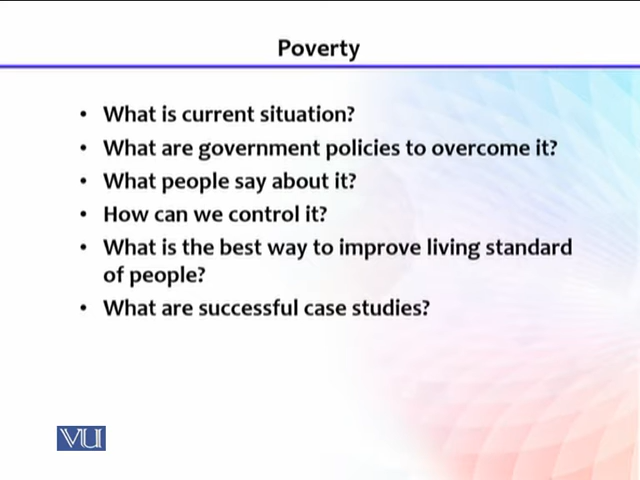 Poverty
• What is current situation?
• What are government policies to overcome it?
• What people say about it?
• How can we control it?
• What is the best way to improve living standard
of people?
• What are successful case studies?
VU